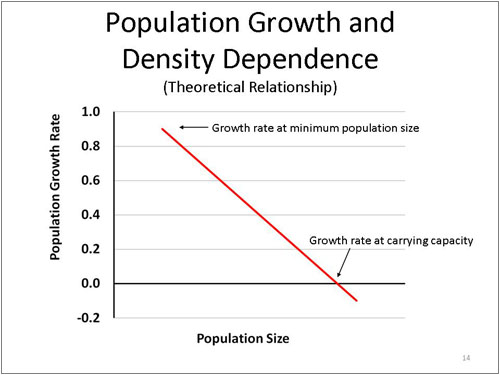 Population Growth and
Density Dependence
(Theoretical Relationship)
Population Growth Rate
1.0
0.8
0.6
0.4
0.2
0.0
-0.2
Growth rate at minimum population size
Growth rate at carrying capacity
Population Size
14